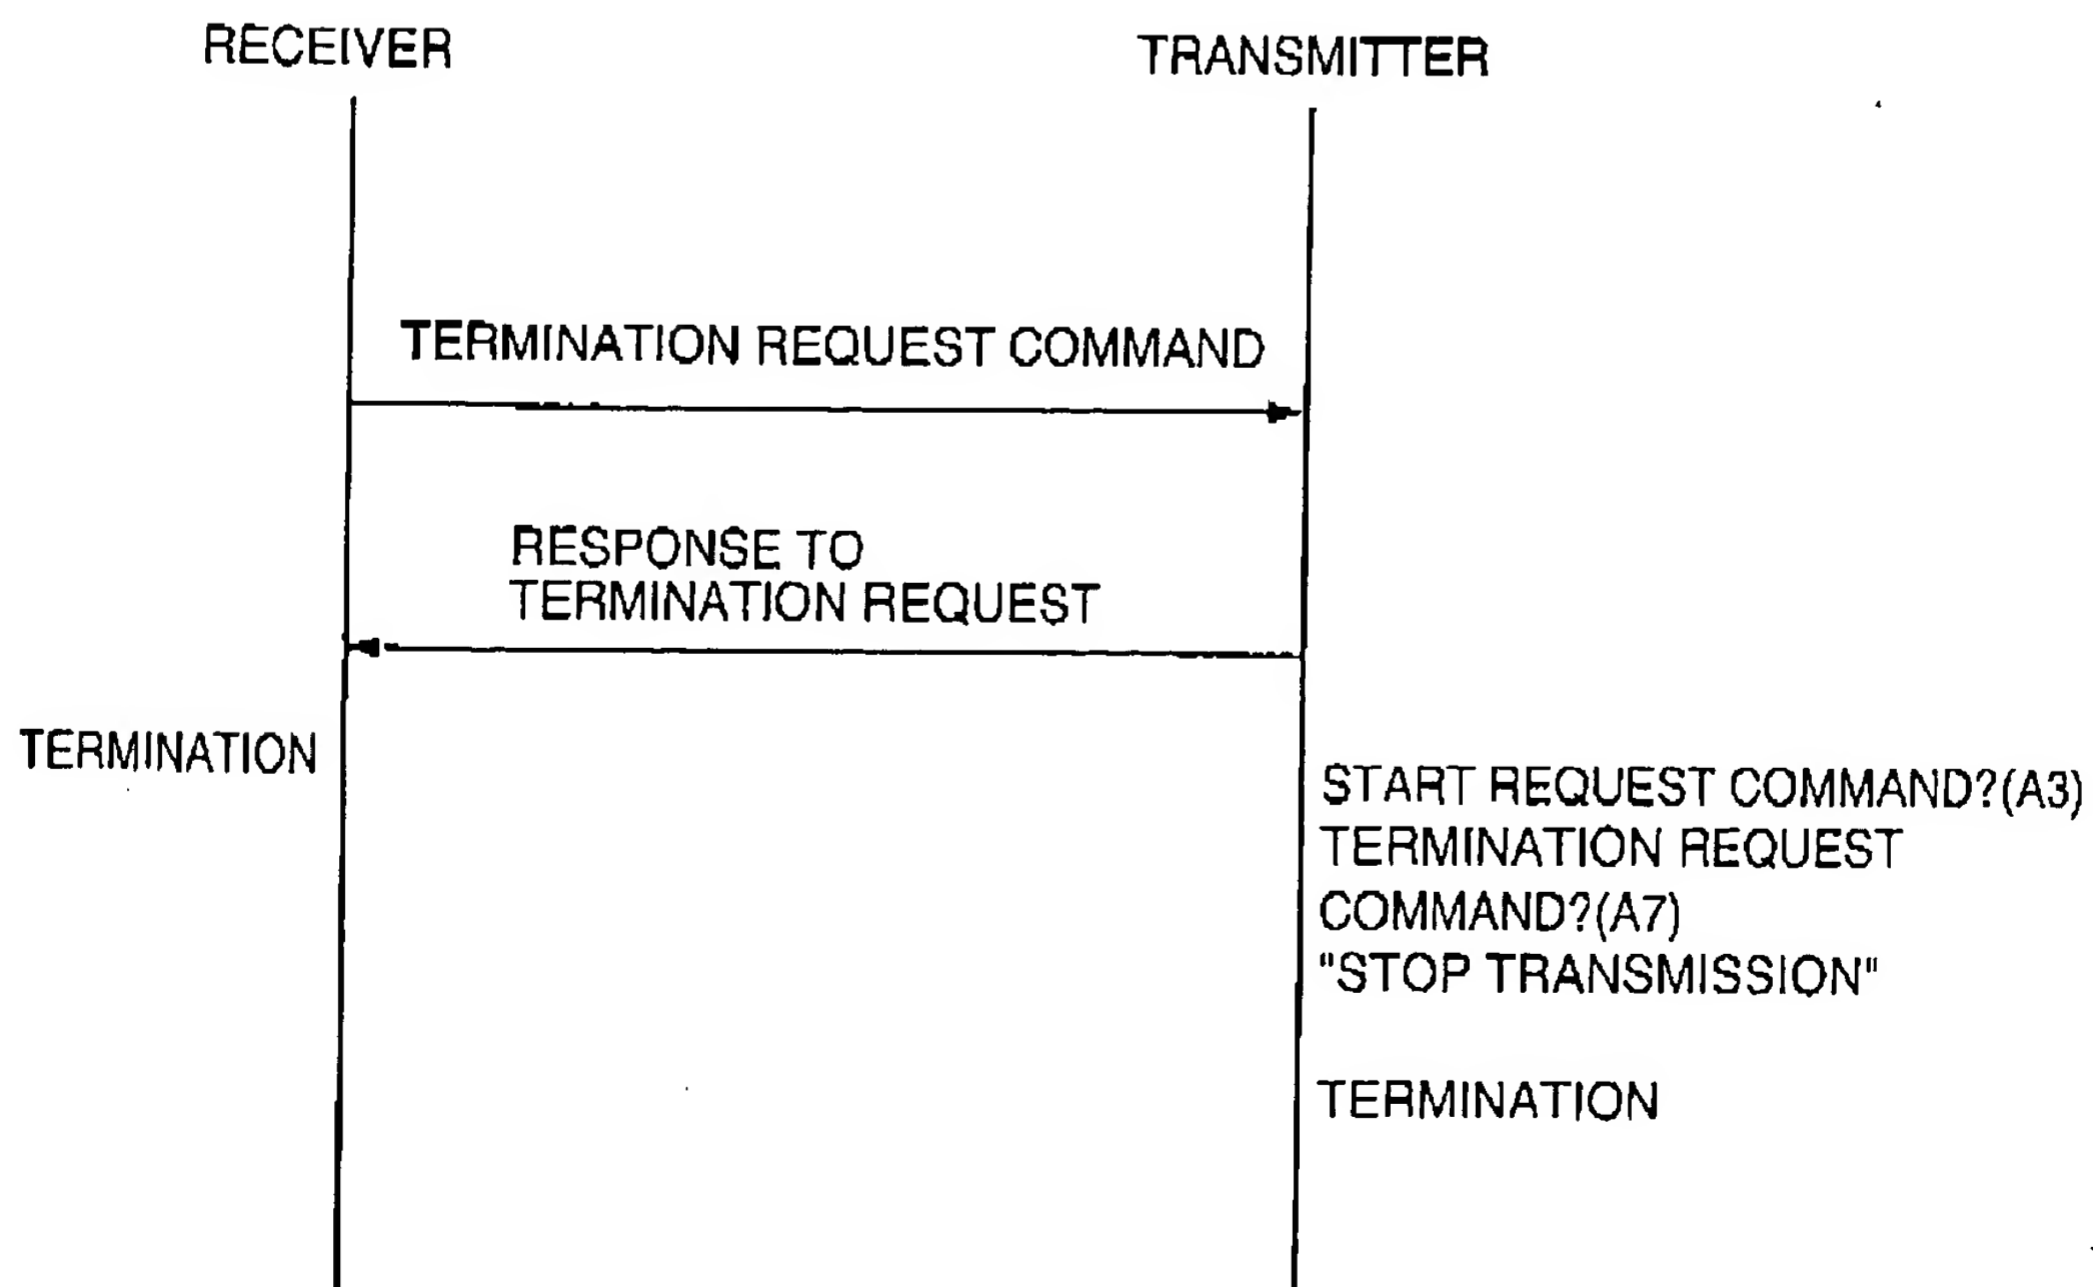 RECEIVER
TRANSMITTER
TERMINATION REQUEST COMMAND
RESPONSE TO
TERMINATION REQUEST
TERMINATION
START REQUEST COMMAND?(A3)
TERMINATION REQUEST
COMMAND?(A7)
"STOP TRANSMISSION"
TERMINATION